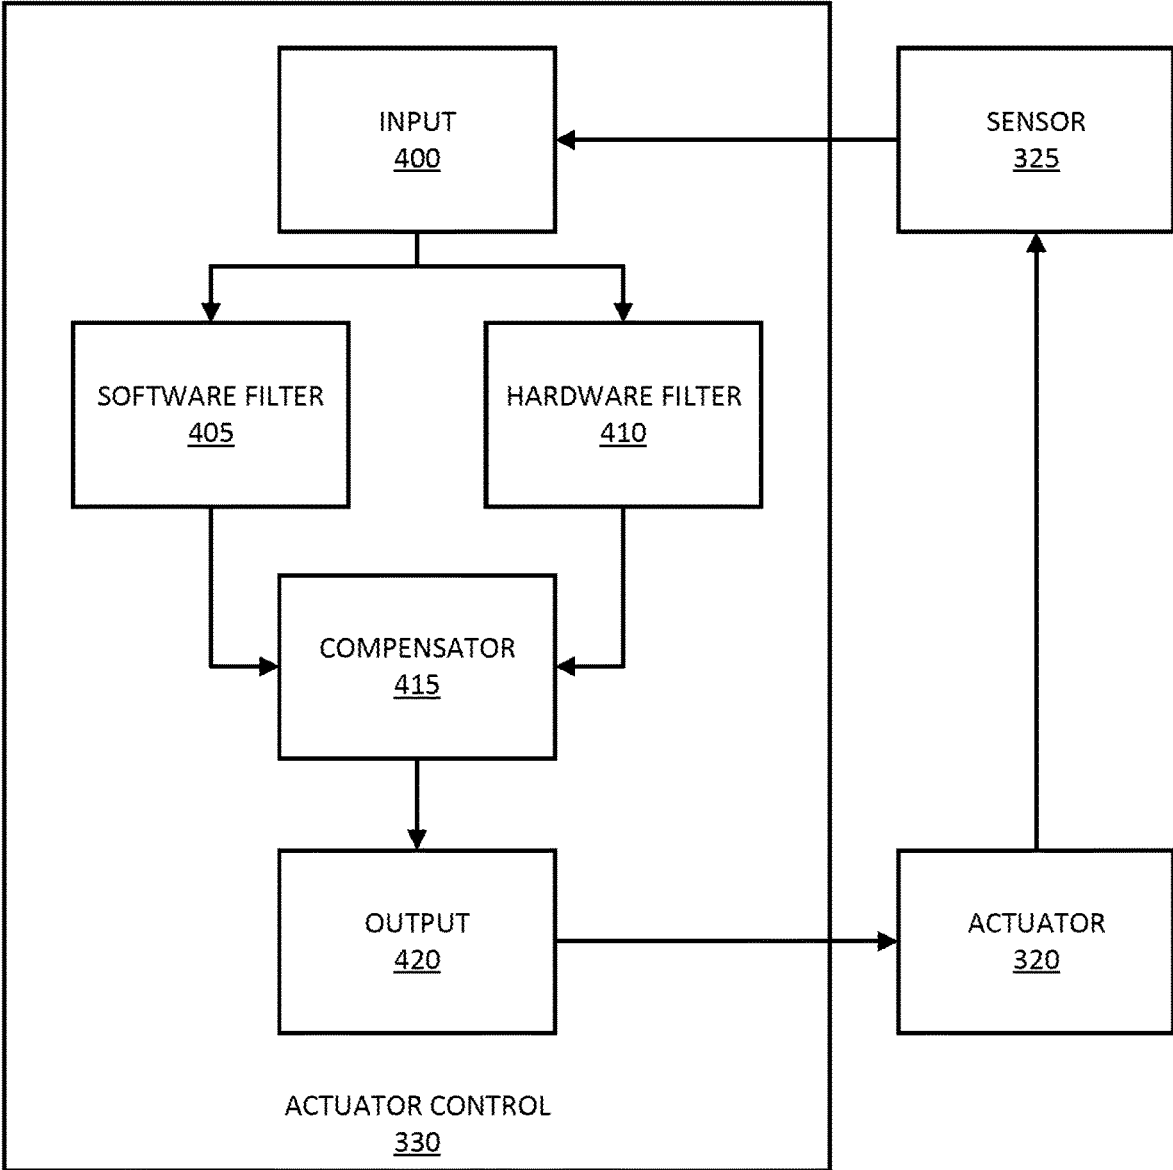 INPUT
400
SENSOR
325
SOFTWARE FILTER
405
HARDWARE FILTER
410
COMPENSATOR
415
OUTPUT
420
ACTUATOR
320
ACTUATOR CONTROL
330